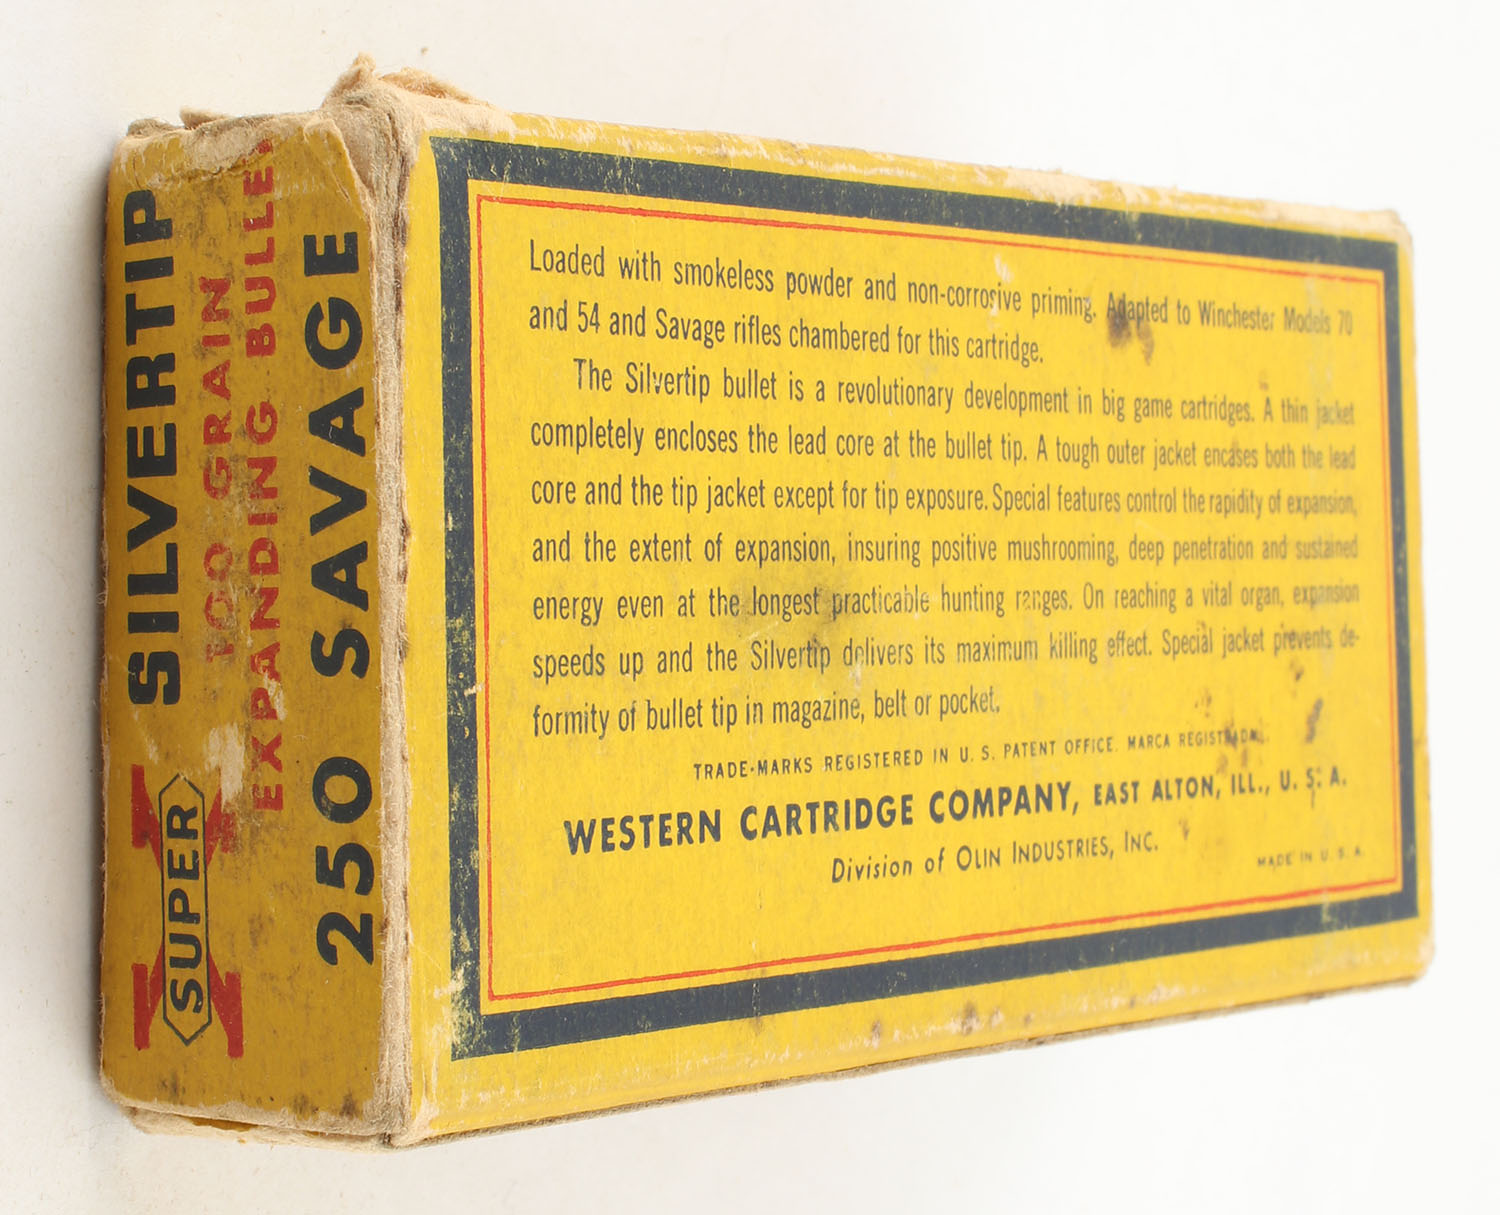 SUPER X SILVERTIP
100 GRAIN
EXPANDING BULLET
250 SAVAGE
Loaded with smokeless powder and non-corrosive priming. Adapted to Winchester Models 70
and 54 and Savage rifles chambered for this cartridge.
The Silvertip bullet is a revolutionary development in big game cartridges. A thin jacket
completely encloses the lead core at the bullet tip. A tough outer jacket encases both the lead
core and the tip jacket except for tip exposure. Special features control the rapidity of expansion,
and the extent of expansion, insuring positive mushrooming, deep penetration and sustained
energy even at the longest practicable hunting ranges. On reaching a vital organ, expansion
speeds up and the Silvertip delivers its maximum killing effect. Special jacket prevents de-
formity of bullet tip in magazine, belt or pocket.
TRADE-MARKS REGISTERED IN U. S. PATENT OFFICE. MARCA REGISTRADA.
WESTERN CARTRIDGE COMPANY, EAST ALTON, ILL., U. S. A.
Division of OLIN INDUSTRIES, INC.
MADE IN U. S. A.